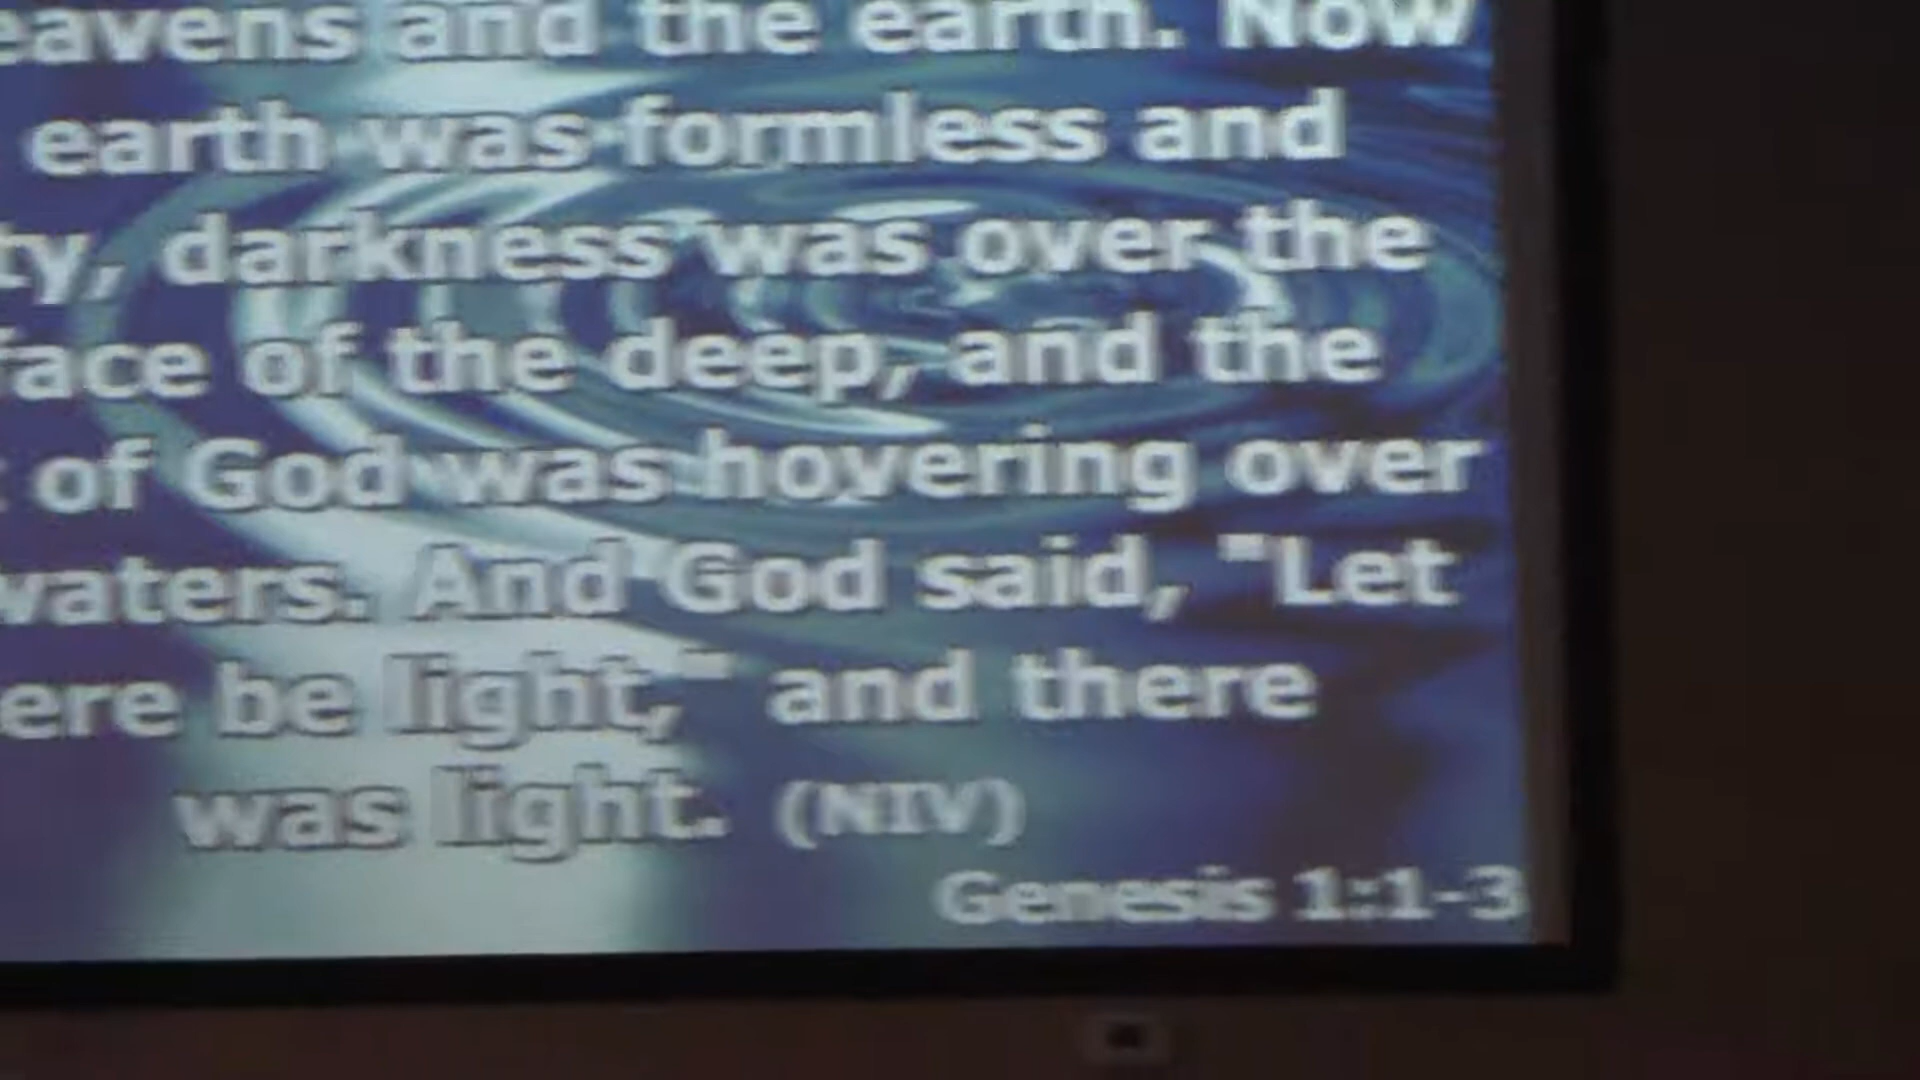 eavens and the earth. Now
earth was formless and
ty, darkness was over the
face of the deep, and the
of God was hovering over
waters. And God said, "Let
ere be light," and there
was light. (NIV)
Genesis 1:1-3